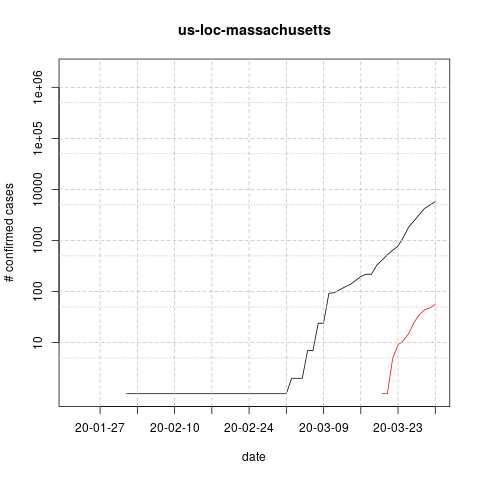 us-loc-massachusetts
# confirmed cases
1e+06
1e+05
10000
1000
100
10
20-01-27 20-02-10 20-02-24 20-03-09 20-03-23
date